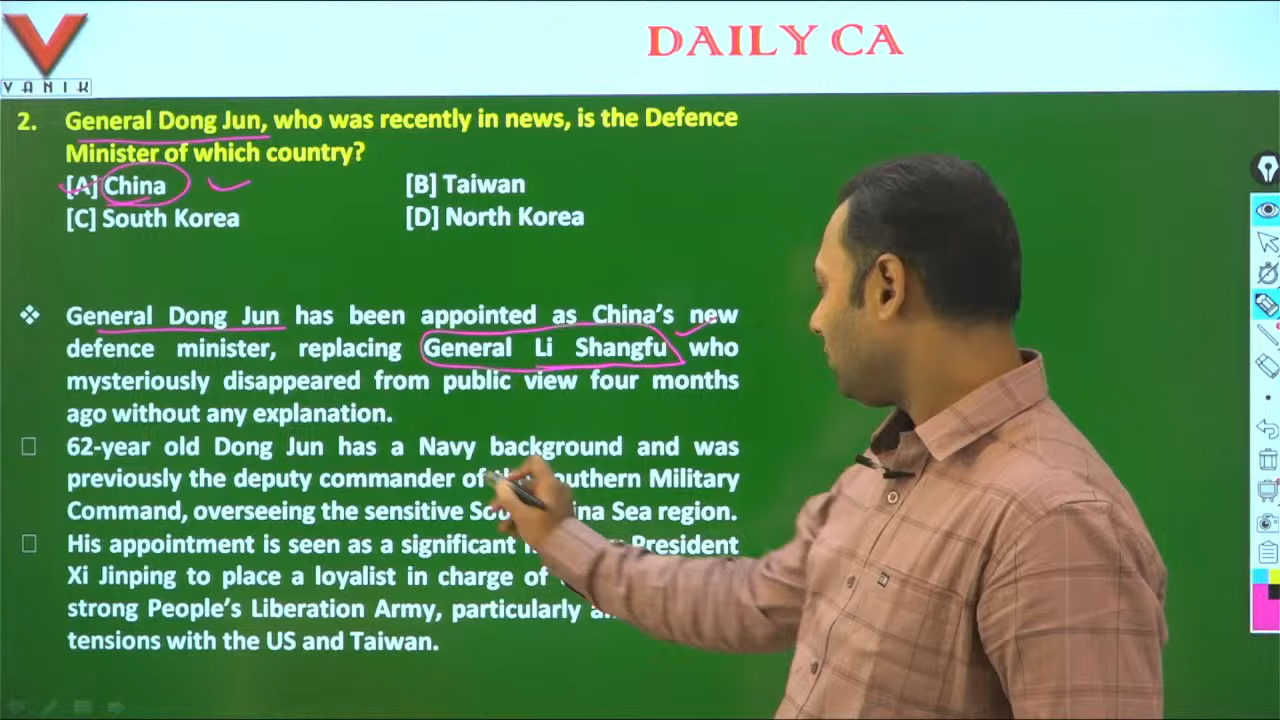 VANIK
DAILY CA
2. General Dong Jun, who was recently in news, is the Defence
Minister of which country?
[A] China [B] Taiwan
[C] South Korea [D] North Korea
❖ General Dong Jun has been appointed as China's new
defence minister, replacing General Li Shangfu who
mysteriously disappeared from public view four months
ago without any explanation.
62-year old Dong Jun has a Navy background and was
previously the deputy commander of Military
Command, overseeing the sensitive Sea region.
His appointment is seen as a significant President
Xi Jinping to place a loyalist in charge of
strong People's Liberation Army, particularly
tensions with the US and Taiwan.